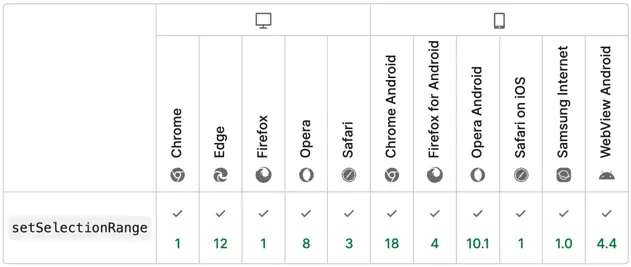 Chrome
Edge
Firefox
Opera
Safari
Chrome Android
Firefox for Android
Opera Android
Safari on iOS
Samsung Internet
WebView Android
setSelectionRange
1 12 1 8 3 18 4 10.1 1 1.0 4.4